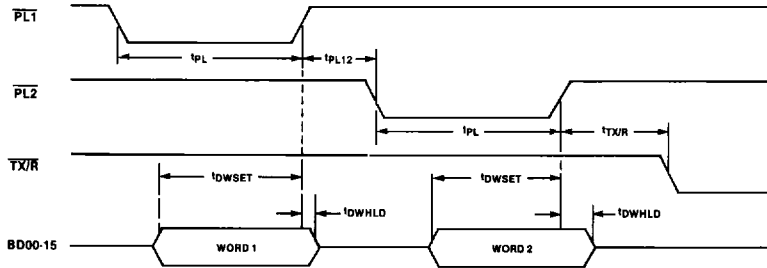 PL1
tPL
tPL12
PL2
tPL
tTX/R
TX/R
tDWSET
tDWSET
tDWHLD
tDWHLD
BD00-15
WORD 1
WORD 2